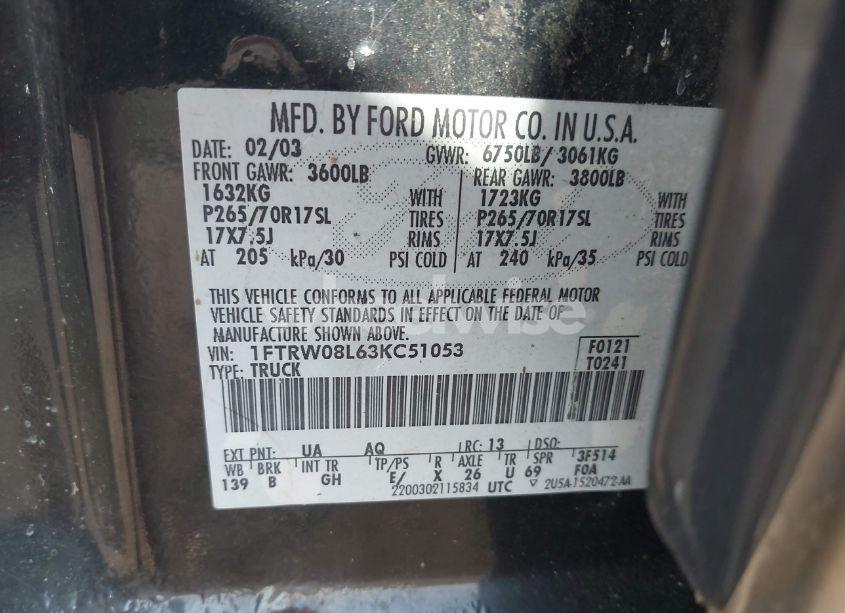 MFD. BY FORD MOTOR CO. IN U.S.A.
DATE: 02/03 GVWR: 6750LB/ 3061KG
FRONT GAWR: 3600LB REAR GAWR: 3800LB
1632KG WITH 1723KG WITH
P265/70R17SL TIRES P265/70R17SL TIRES
17X7.5J RIMS 17X7.5J RIMS
AT 205 kPa/30 PSI COLD AT 240 kPa/35 PSI COLD
THIS VEHICLE CONFORMS TO ALL APPLICABLE FEDERAL MOTOR
VEHICLE SAFETY STANDARDS IN EFFECT ON THE DATE OF
MANUFACTURE SHOWN ABOVE.
VIN: 1FTRW08L63KC51053 F0121
TYPE: TRUCK T0241
EXT PNT: UA AQ RC: 13 DSO:
WB BRK INT TR TP/PS R AXLE TR SPR 3F514
139 B GH E/ X 26 U 69 FOA
2200302115834 UTC ▽ 2U5A-1520472-AA